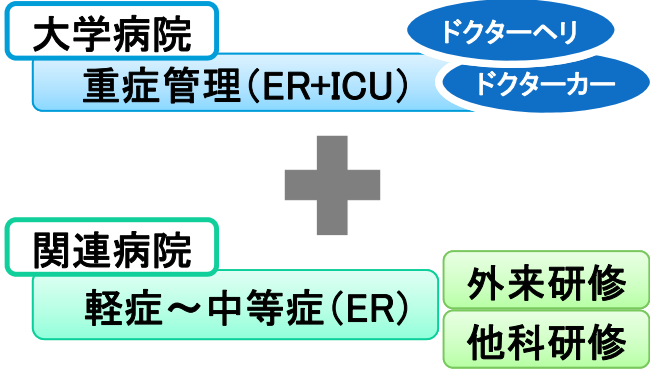 大学病院
ドクターヘリ
重症管理（ER+ICU）
ドクターカー
関連病院
外来研修
軽症～中等症（ER）
他科研修